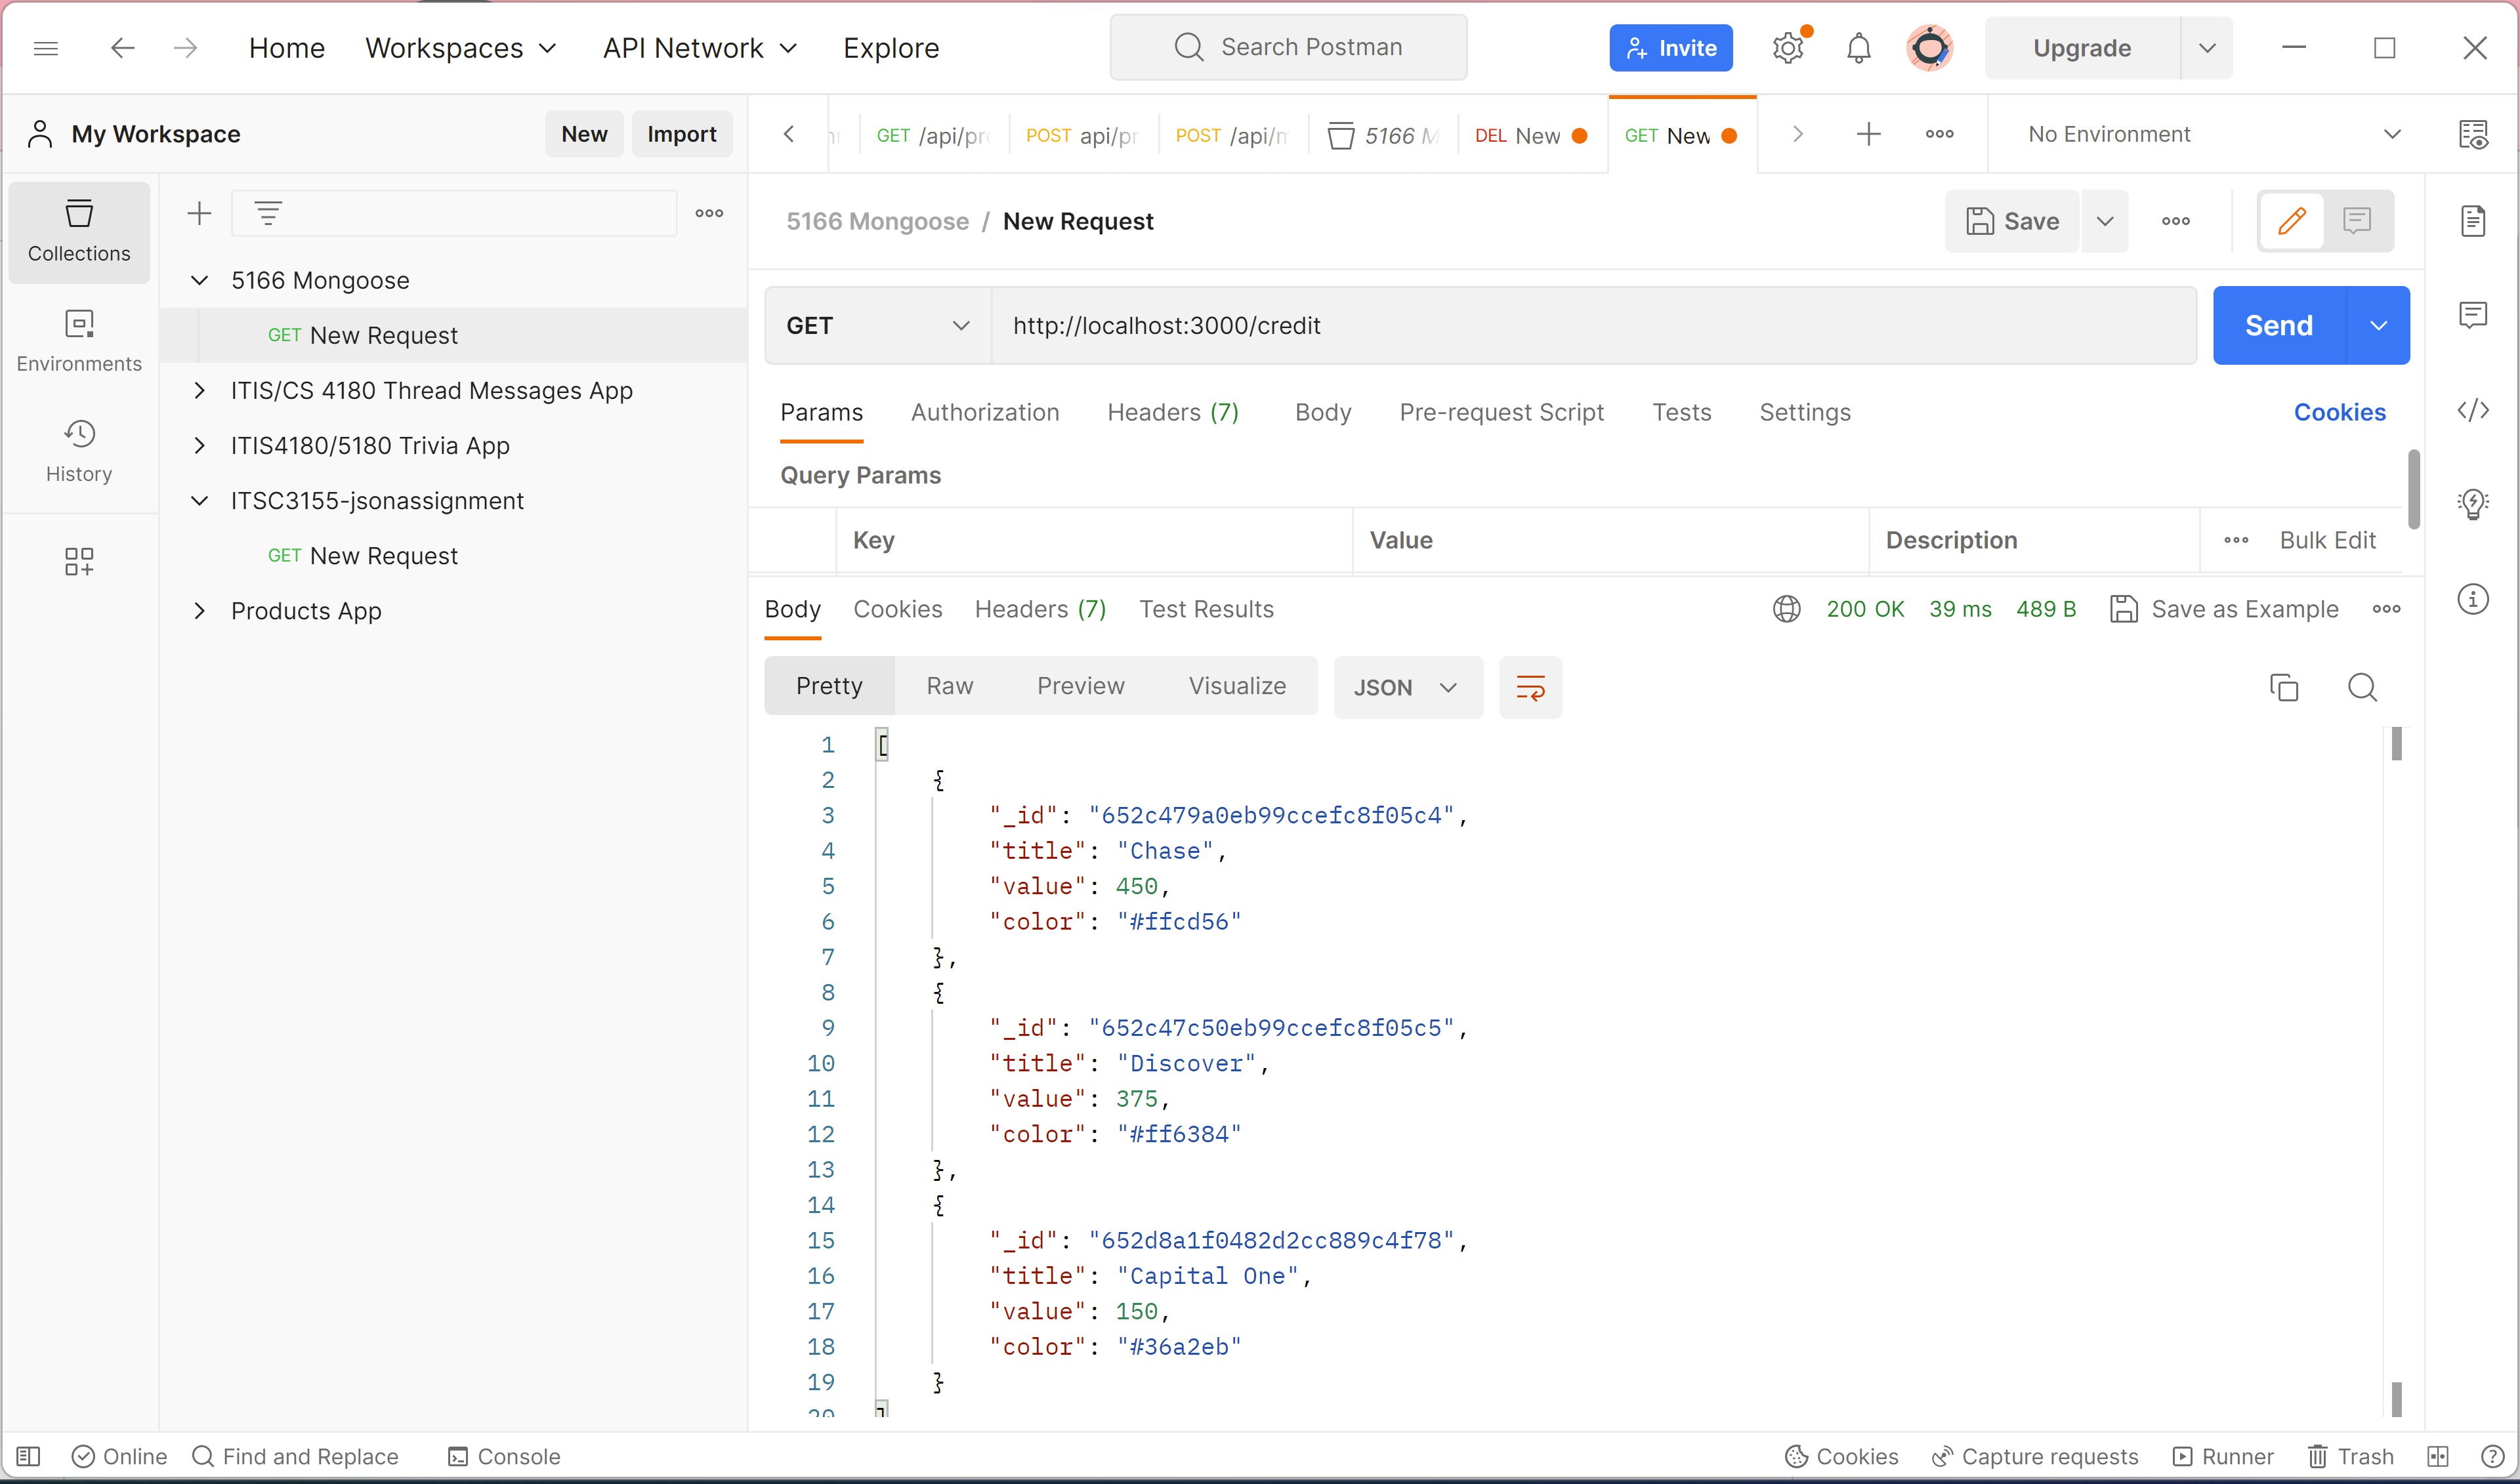 Home Workspaces API Network Explore Search Postman Invite Upgrade
My Workspace New Import GET /api/pr POST api/pr POST /api/m 5166 M DEL New GET New No Environment
Collections
Environments
History
5166 Mongoose
GET New Request
ITIS/CS 4180 Thread Messages App
ITIS4180/5180 Trivia App
ITSC3155-jsonassignment
GET New Request
Products App
5166 Mongoose / New Request Save
GET http://localhost:3000/credit Send
Params Authorization Headers (7) Body Pre-request Script Tests Settings Cookies
Query Params
Key Value Description Bulk Edit
Body Cookies Headers (7) Test Results 200 OK 39 ms 489 B Save as Example
Pretty Raw Preview Visualize JSON
1 [
2 {
3 "_id": "652c479a0eb99ccefc8f05c4",
4 "title": "Chase",
5 "value": 450,
6 "color": "#ffcd56"
7 },
8 {
9 "_id": "652c47c50eb99ccefc8f05c5",
10 "title": "Discover",
11 "value": 375,
12 "color": "#ff6384"
13 },
14 {
15 "_id": "652d8a1f0482d2cc889c4f78",
16 "title": "Capital One",
17 "value": 150,
18 "color": "#36a2eb"
19 }
20 ]
Online Find and Replace Console Cookies Capture requests Runner Trash